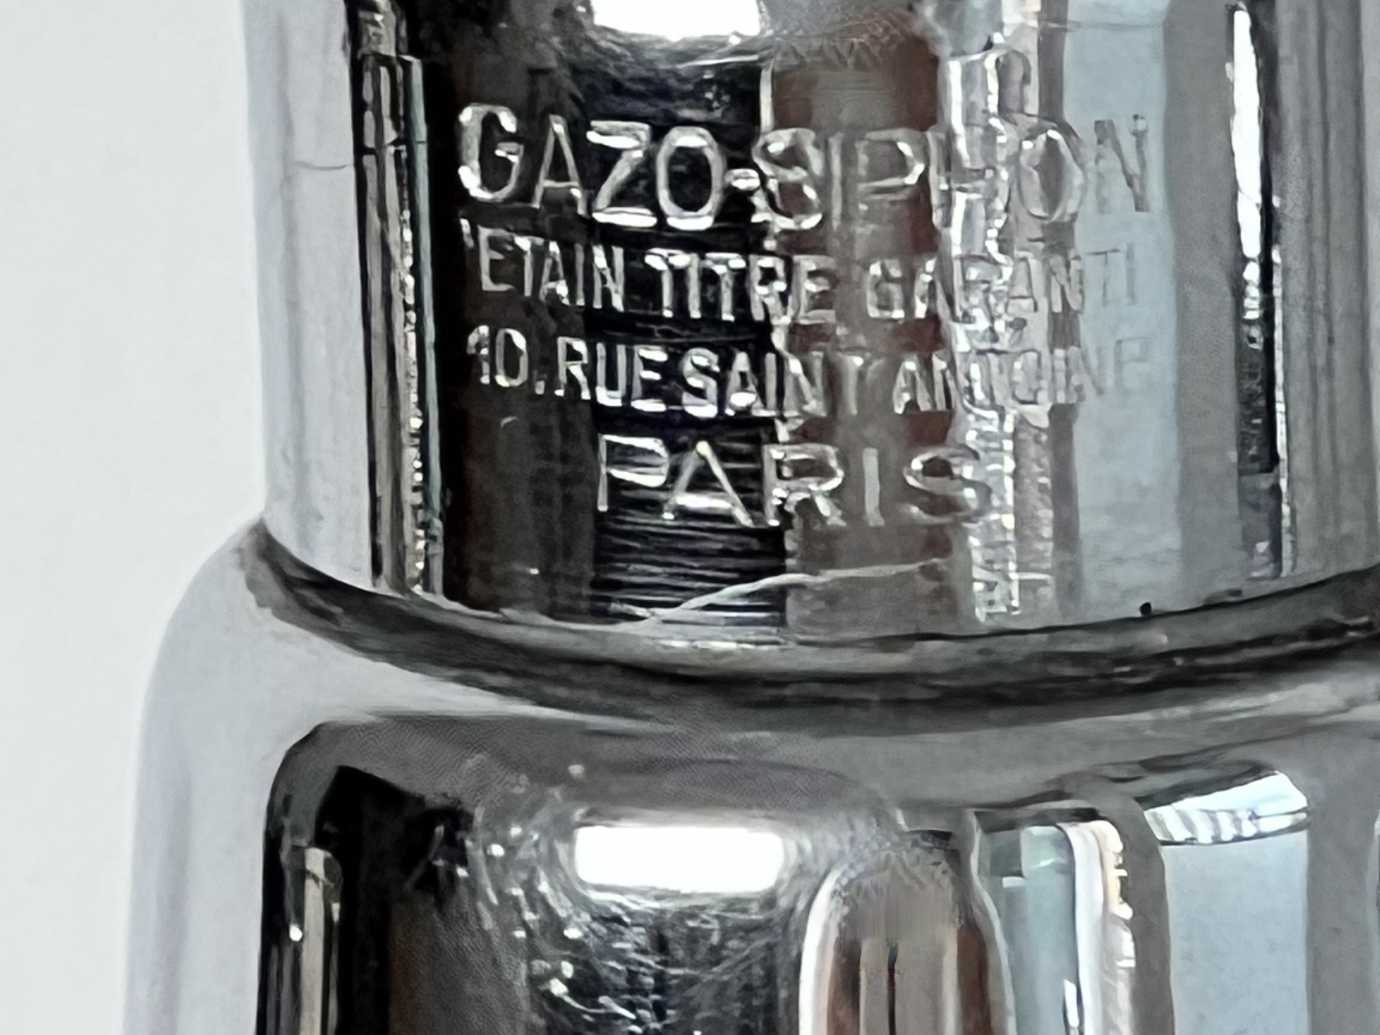 GAZO-SIPHON
ETAIN TITRE GARANTI
10. RUE SAINT ANTOINE
PARIS